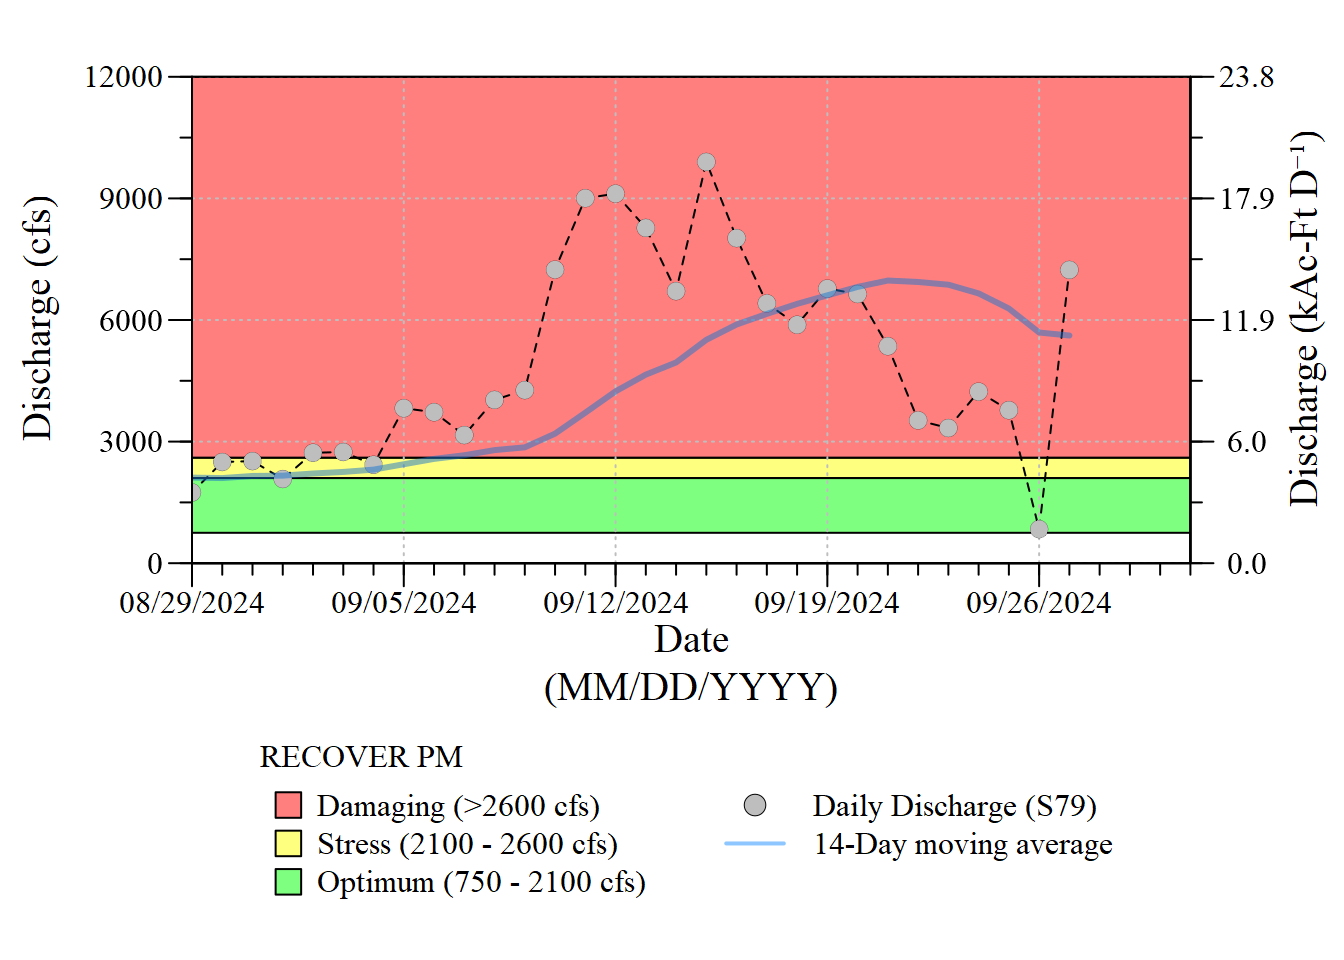 12000
9000
6000
3000
0
Discharge (cfs)
23.8
17.9
11.9
6.0
0.0
Discharge (kAc-Ft D⁻¹)
08/29/2024 09/05/2024 09/12/2024 09/19/2024 09/26/2024
Date
(MM/DD/YYYY)
RECOVER PM
Damaging (>2600 cfs)
Stress (2100 - 2600 cfs)
Optimum (750 - 2100 cfs)
Daily Discharge (S79)
14-Day moving average